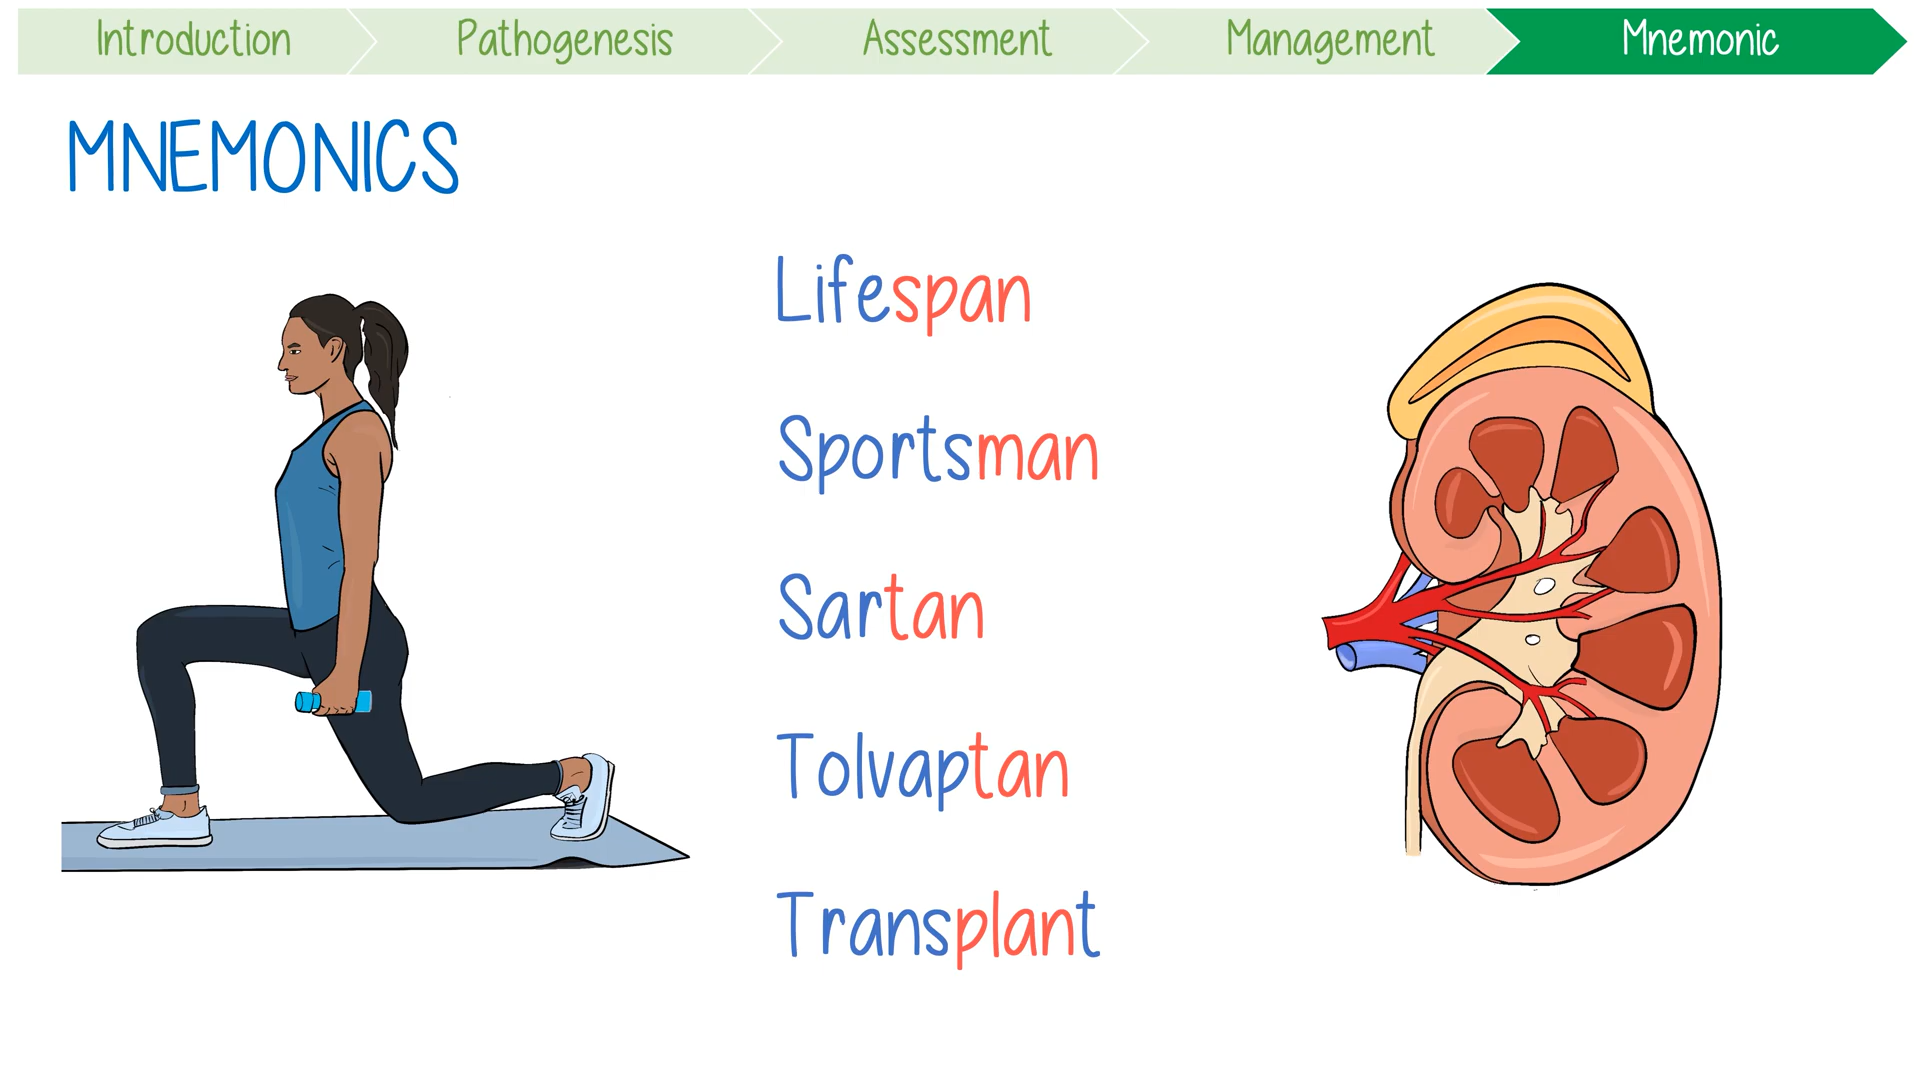 Introduction
Pathogenesis
Assessment
Management
Mnemonic
MNEMONICS
Lifespan
Sportsman
Sartan
Tolvaptan
Transplant